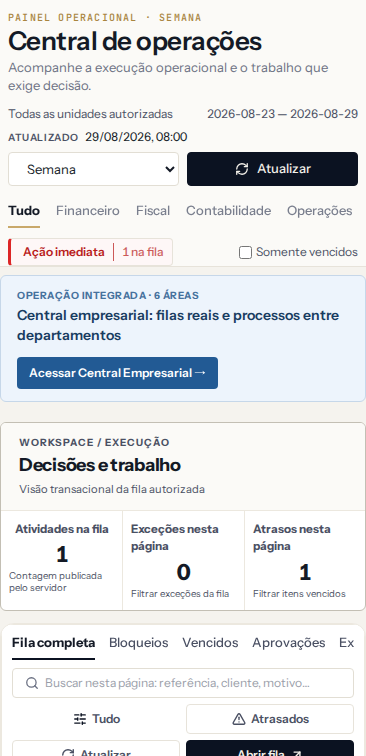 PAINEL OPERACIONAL · SEMANA
Central de operações
Acompanhe a execução operacional e o trabalho que
exige decisão.
Todas as unidades autorizadas
2026-08-23 — 2026-08-29
ATUALIZADO 29/08/2026, 08:00
Semana
Atualizar
Tudo Financeiro Fiscal Contabilidade Operações
Ação imediata 1 na fila
Somente vencidos
OPERAÇÃO INTEGRADA · 6 ÁREAS
Central empresarial: filas reais e processos entre
departamentos
Acessar Central Empresarial →
WORKSPACE / EXECUÇÃO
Decisões e trabalho
Visão transacional da fila autorizada
Atividades na fila
1
Contagem publicada
pelo servidor
Exceções nesta
página
0
Filtrar exceções da fila
Atrasos nesta
página
1
Filtrar itens vencidos
Fila completa Bloqueios Vencidos Aprovações Ex
Buscar nesta página: referência, cliente, motivo...
Tudo
Atrasados
Atualizar
Abrir fila ↗